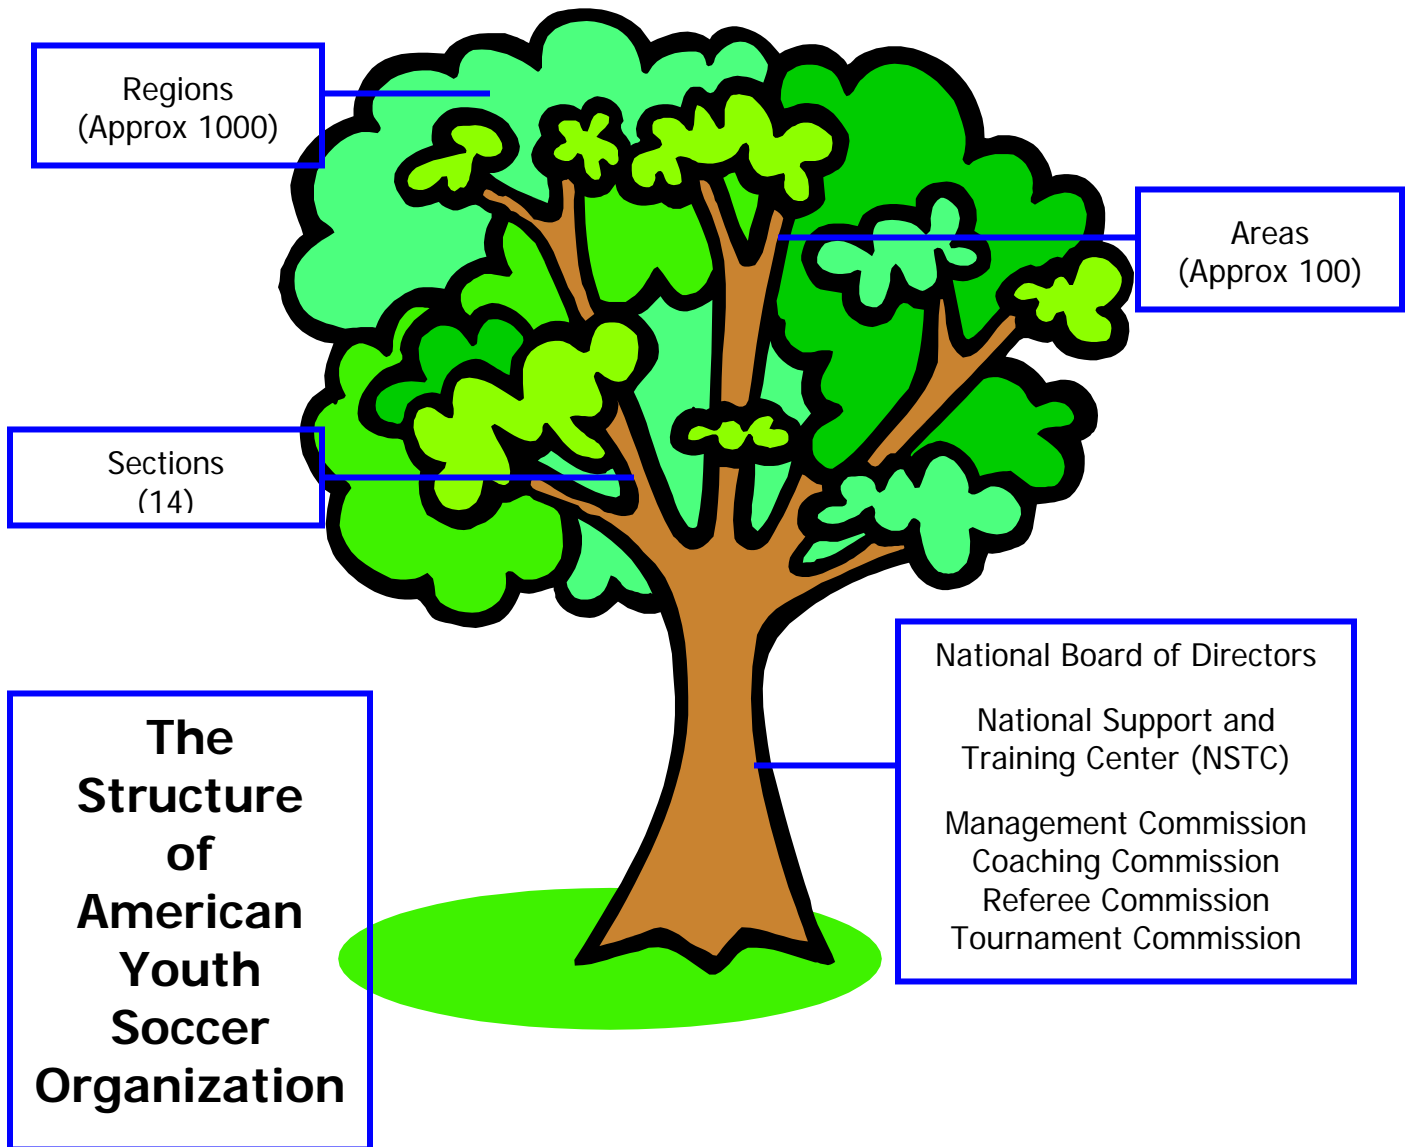 Regions
(Approx 1000)
Areas
(Approx 100)
Sections
(14)
National Board of Directors
National Support and
Training Center (NSTC)
Management Commission
Coaching Commission
Referee Commission
Tournament Commission
The
Structure
of
American
Youth
Soccer
Organization